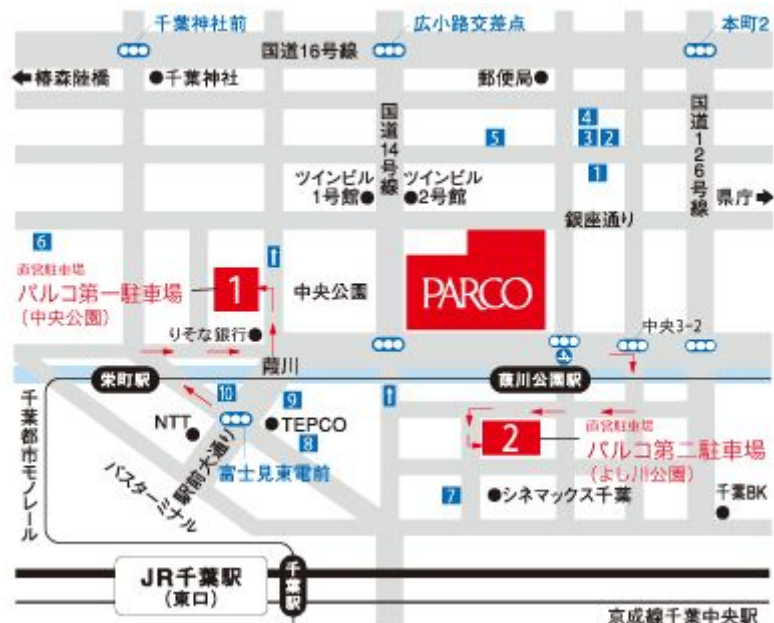 千葉神社前
広小路交差点
本町2
国道16号線
椿森陸橋
千葉神社
郵便局
国道14号線
国道126号線
4
5
3 2
1
ツインビル
1号館
ツインビル
2号館
県庁
銀座通り
6
直営駐車場
パルコ第一駐車場
(中央公園)
1
中央公園
PARCO
りそな銀行
中央3-2
葭川
栄町駅
葭川公園駅
10
9
NTT
TEPCO
8
富士見東電前
駅前大通り
バスターミナル
千葉都市モノレール
2
直営駐車場
パルコ第二駐車場
(よし川公園)
7
シネマックス千葉
千葉BK
JR千葉駅
(東口)
千葉駅
京成線千葉中央駅